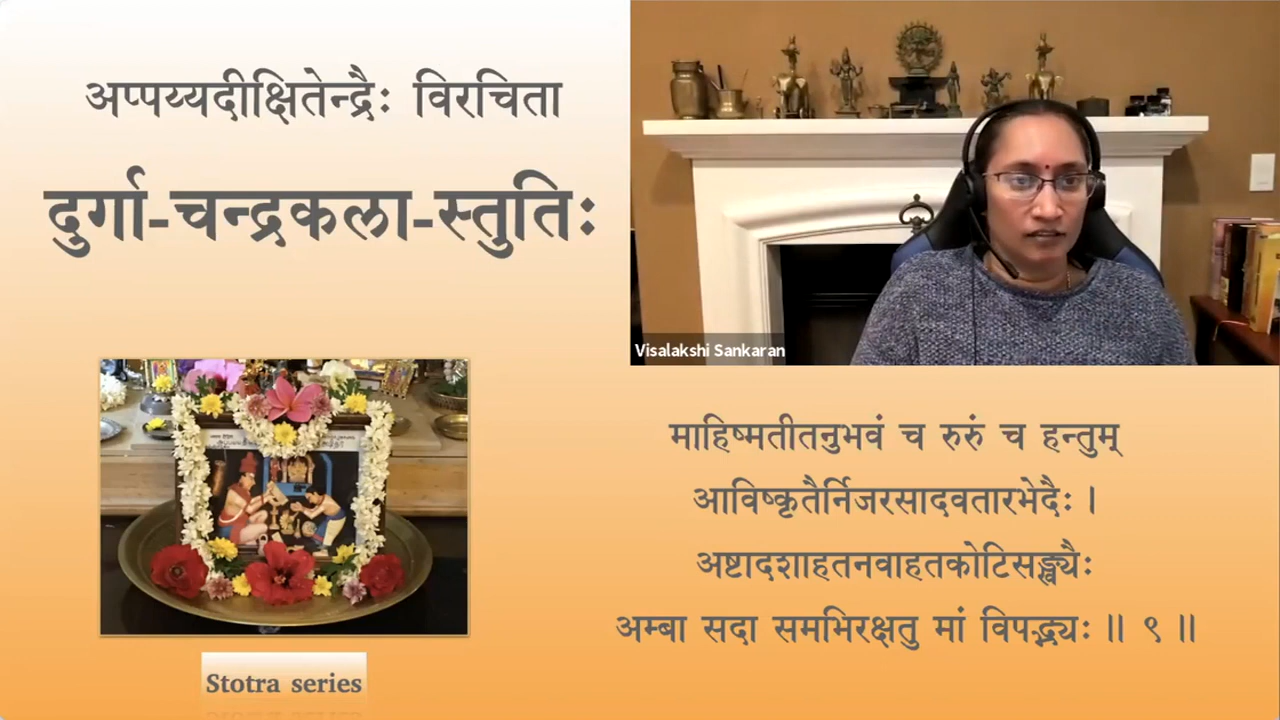 अप्पय्यदीक्षितेन्द्रैः विरचिता
दुर्गा-चन्द्रकला-स्तुतिः
Stotra series
Visalakshi Sankaran
माहिष्मतीतनुभवं च रुरुं च हन्तुम्
आविष्कृतैर्निजरसादवतारभेदैः ।
अष्टादशाहतनवाहतकोटिसङ्ख्यैः
अम्बा सदा समभिरक्षतु मां विपद्भ्यः ॥ ९ ॥